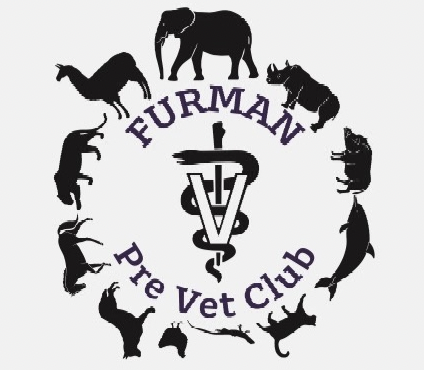 FURMAN
V
Pre Vet Club